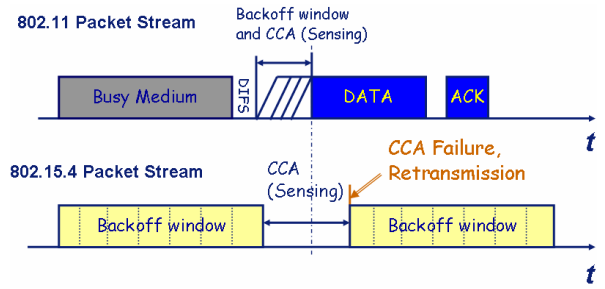 802.11 Packet Stream
Backoff window
and CCA (Sensing)
Busy Medium
DIFS
DATA
ACK
t
802.15.4 Packet Stream
CCA
(Sensing)
CCA Failure,
Retransmission
Backoff window
Backoff window
t